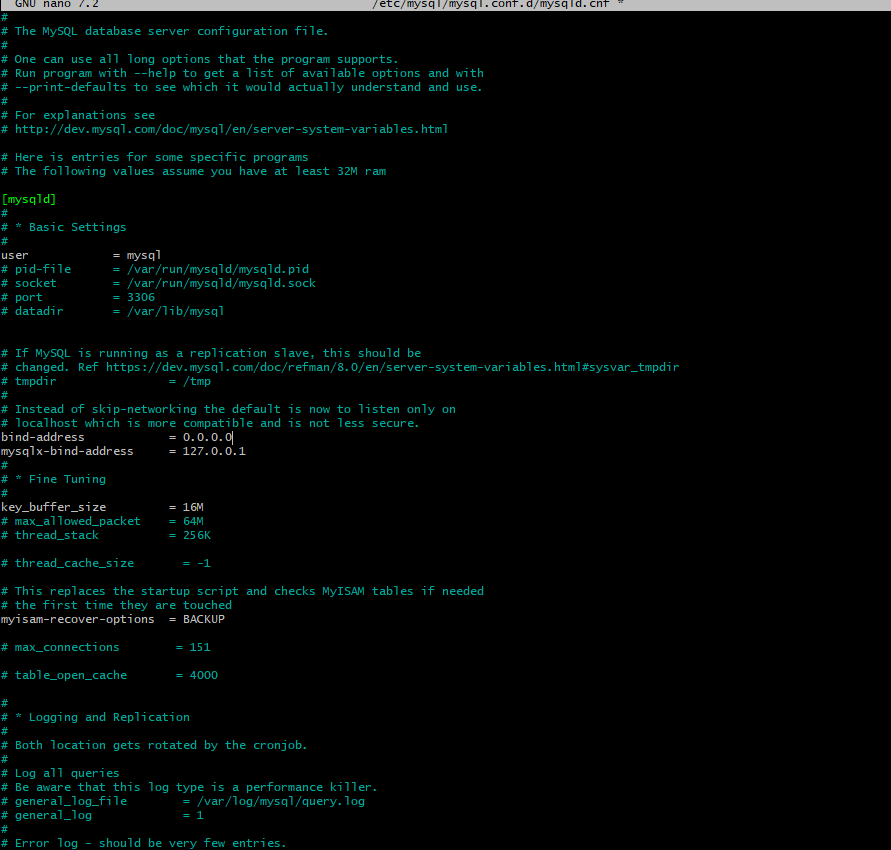 GNU nano 7.2 /etc/mysql/mysql.conf.d/mysqld.cnf *
#
# The MySQL database server configuration file.
#
# One can use all long options that the program supports.
# Run program with --help to get a list of available options and with
# --print-defaults to see which it would actually understand and use.
#
# For explanations see
# http://dev.mysql.com/doc/mysql/en/server-system-variables.html

# Here is entries for some specific programs
# The following values assume you have at least 32M ram

[mysqld]
#
# * Basic Settings
#
user            = mysql
# pid-file      = /var/run/mysqld/mysqld.pid
# socket        = /var/run/mysqld/mysqld.sock
# port          = 3306
# datadir       = /var/lib/mysql


# If MySQL is running as a replication slave, this should be
# changed. Ref https://dev.mysql.com/doc/refman/8.0/en/server-system-variables.html#sysvar_tmpdir
# tmpdir                = /tmp
#
# Instead of skip-networking the default is now to listen only on
# localhost which is more compatible and is not less secure.
bind-address            = 0.0.0.0
mysqlx-bind-address     = 127.0.0.1
#
# * Fine Tuning
#
key_buffer_size         = 16M
# max_allowed_packet    = 64M
# thread_stack          = 256K

# thread_cache_size       = -1

# This replaces the startup script and checks MyISAM tables if needed
# the first time they are touched
myisam-recover-options  = BACKUP

# max_connections        = 151

# table_open_cache       = 4000

#
# * Logging and Replication
#
# Both location gets rotated by the cronjob.
#
# Log all queries
# Be aware that this log type is a performance killer.
# general_log_file        = /var/log/mysql/query.log
# general_log             = 1
#
# Error log - should be very few entries.